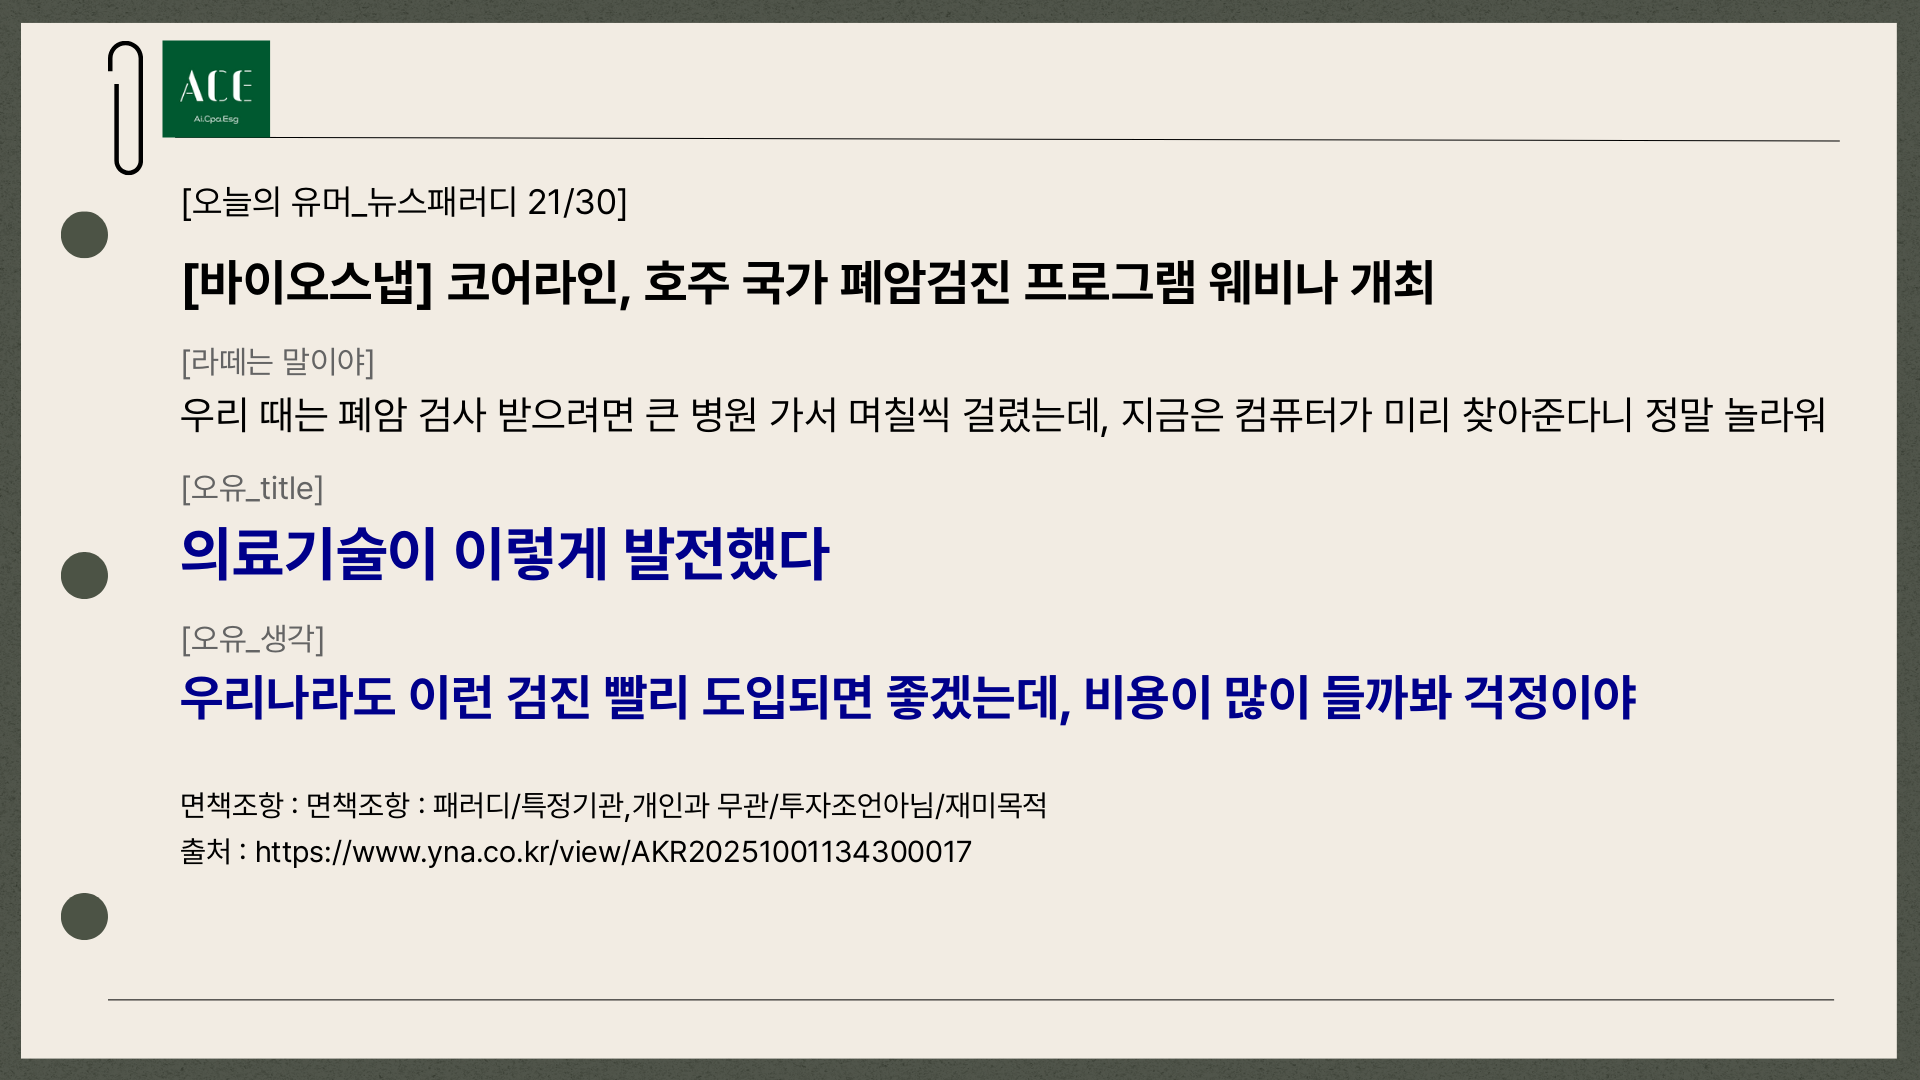 ACE
Ai.Cpa.Esg
[오늘의 유머_뉴스패러디 21/30]
[바이오스냅] 코어라인, 호주 국가 폐암검진 프로그램 웨비나 개최
[라떼는 말이야]
우리 때는 폐암 검사 받으려면 큰 병원 가서 며칠씩 걸렸는데, 지금은 컴퓨터가 미리 찾아준다니 정말 놀라워
[오유_title]
의료기술이 이렇게 발전했다
[오유_생각]
우리나라도 이런 검진 빨리 도입되면 좋겠는데, 비용이 많이 들까봐 걱정이야
면책조항 : 면책조항 : 패러디/특정기관,개인과 무관/투자조언아님/재미목적
출처 : https://www.yna.co.kr/view/AKR20251001134300017